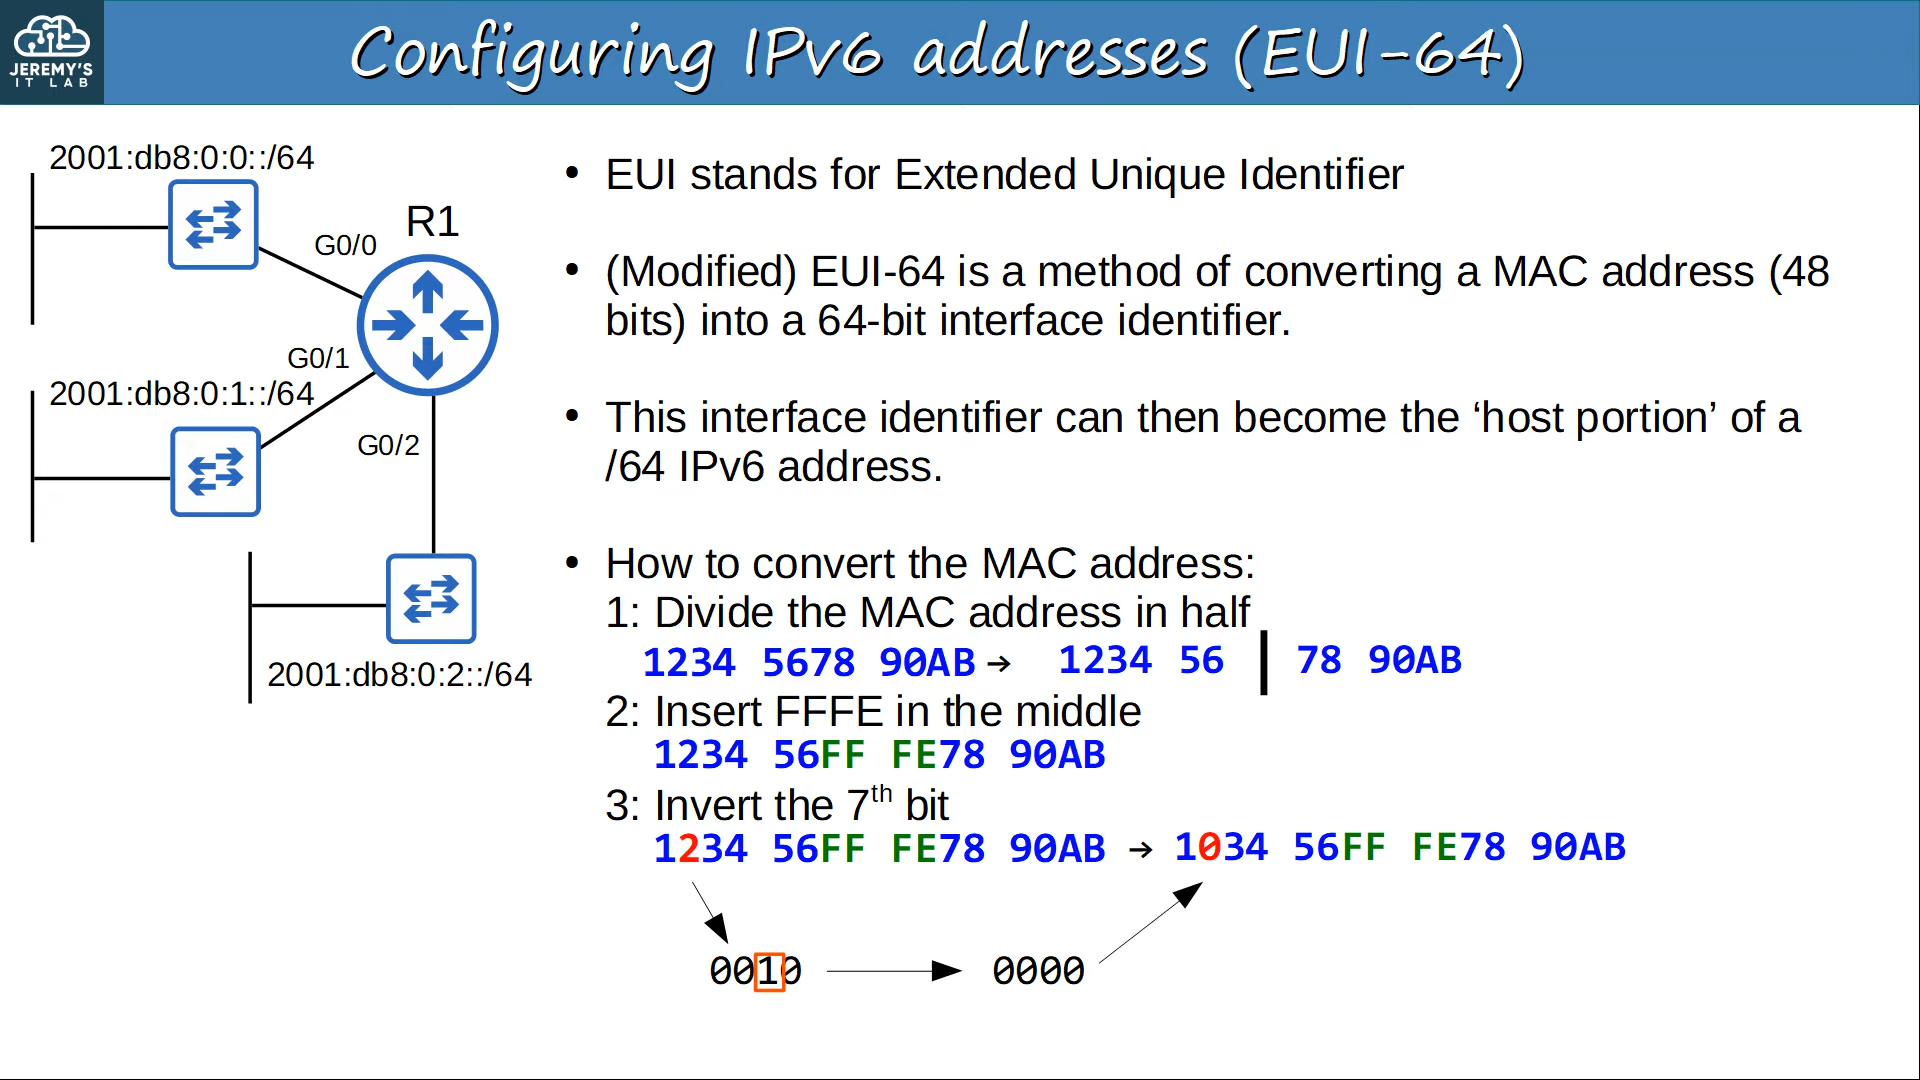 JEREMY'S
IT LAB
Configuring IPv6 addresses (EUI-64)
2001:db8:0:0::/64
R1
G0/0
G0/1
2001:db8:0:1::/64
G0/2
2001:db8:0:2::/64
• EUI stands for Extended Unique Identifier
• (Modified) EUI-64 is a method of converting a MAC address (48
bits) into a 64-bit interface identifier.
• This interface identifier can then become the ‘host portion’ of a
/64 IPv6 address.
• How to convert the MAC address:
1: Divide the MAC address in half
1234 5678 90AB → 1234 56 | 78 90AB
2: Insert FFFE in the middle
1234 56FF FE78 90AB
3: Invert the 7th bit
1234 56FF FE78 90AB → 1034 56FF FE78 90AB
0010 0000